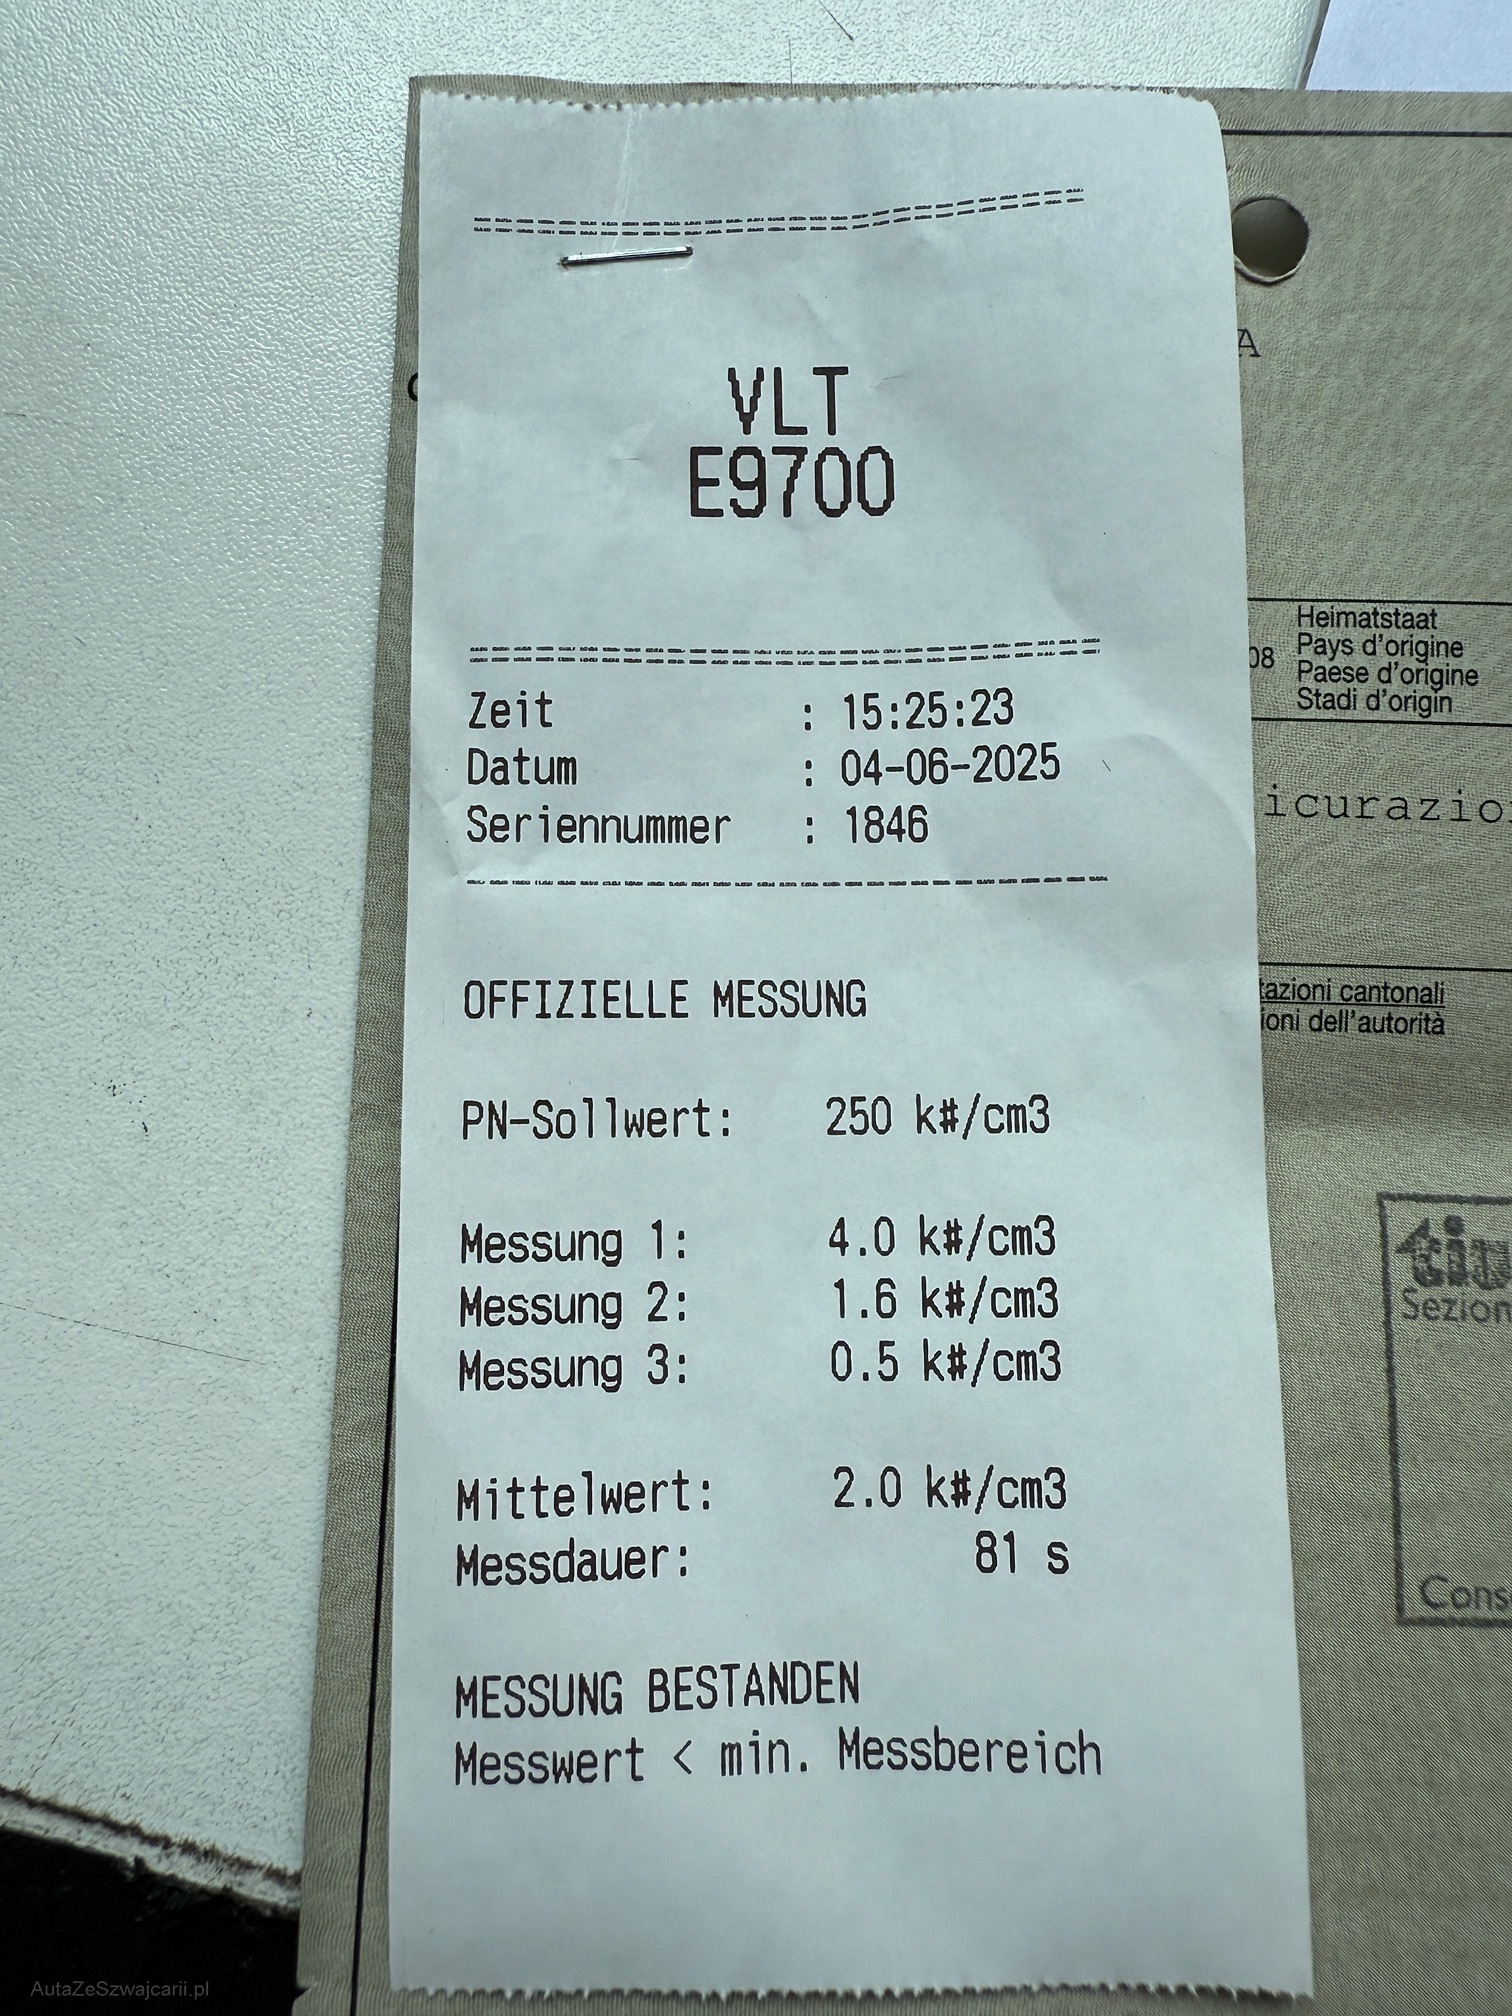 VLT
E9700
Zeit : 15:25:23
Datum : 04-06-2025
Seriennummer : 1846
OFFIZIELLE MESSUNG
PN-Sollwert: 250 k#/cm3
Messung 1: 4.0 k#/cm3
Messung 2: 1.6 k#/cm3
Messung 3: 0.5 k#/cm3
Mittelwert: 2.0 k#/cm3
Messdauer: 81 s
MESSUNG BESTANDEN
Messwert < min. Messbereich
A
08
Heimatstaat
Pays d'origine
Paese d'origine
Stadi d'origin
icurazio
tazioni cantonali
ioni dell'autorità
Sezion
Cons
AutaZeSzwajcarii.pl